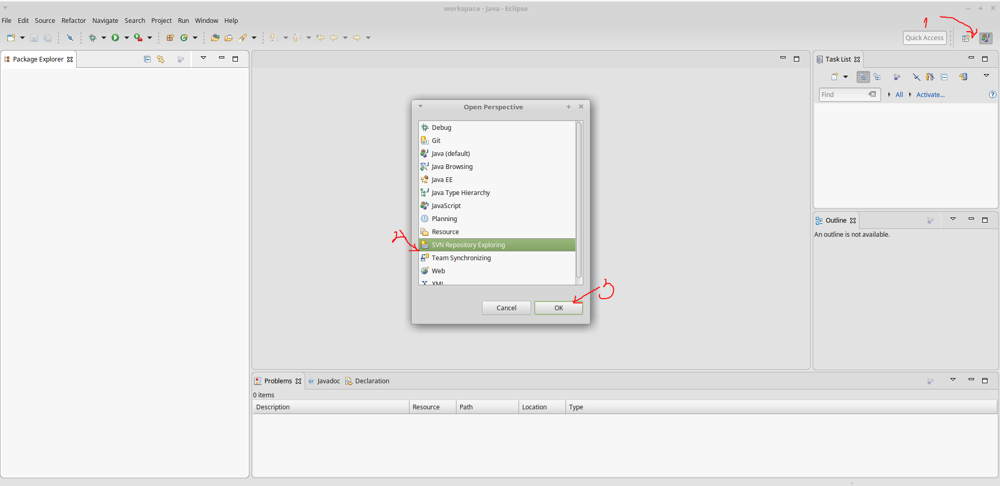 workspace - Java - Eclipse
File Edit Source Refactor Navigate Search Project Run Window Help
1
Quick Access
Package Explorer
Task List
Find All Activate...
Open Perspective
Debug
Git
Java (default)
Java Browsing
Java EE
Java Type Hierarchy
JavaScript
Planning
Resource
SVN Repository Exploring
Team Synchronizing
Web
XML
2
3
Cancel OK
Outline
An outline is not available.
Problems Javadoc Declaration
0 items
Description Resource Path Location Type